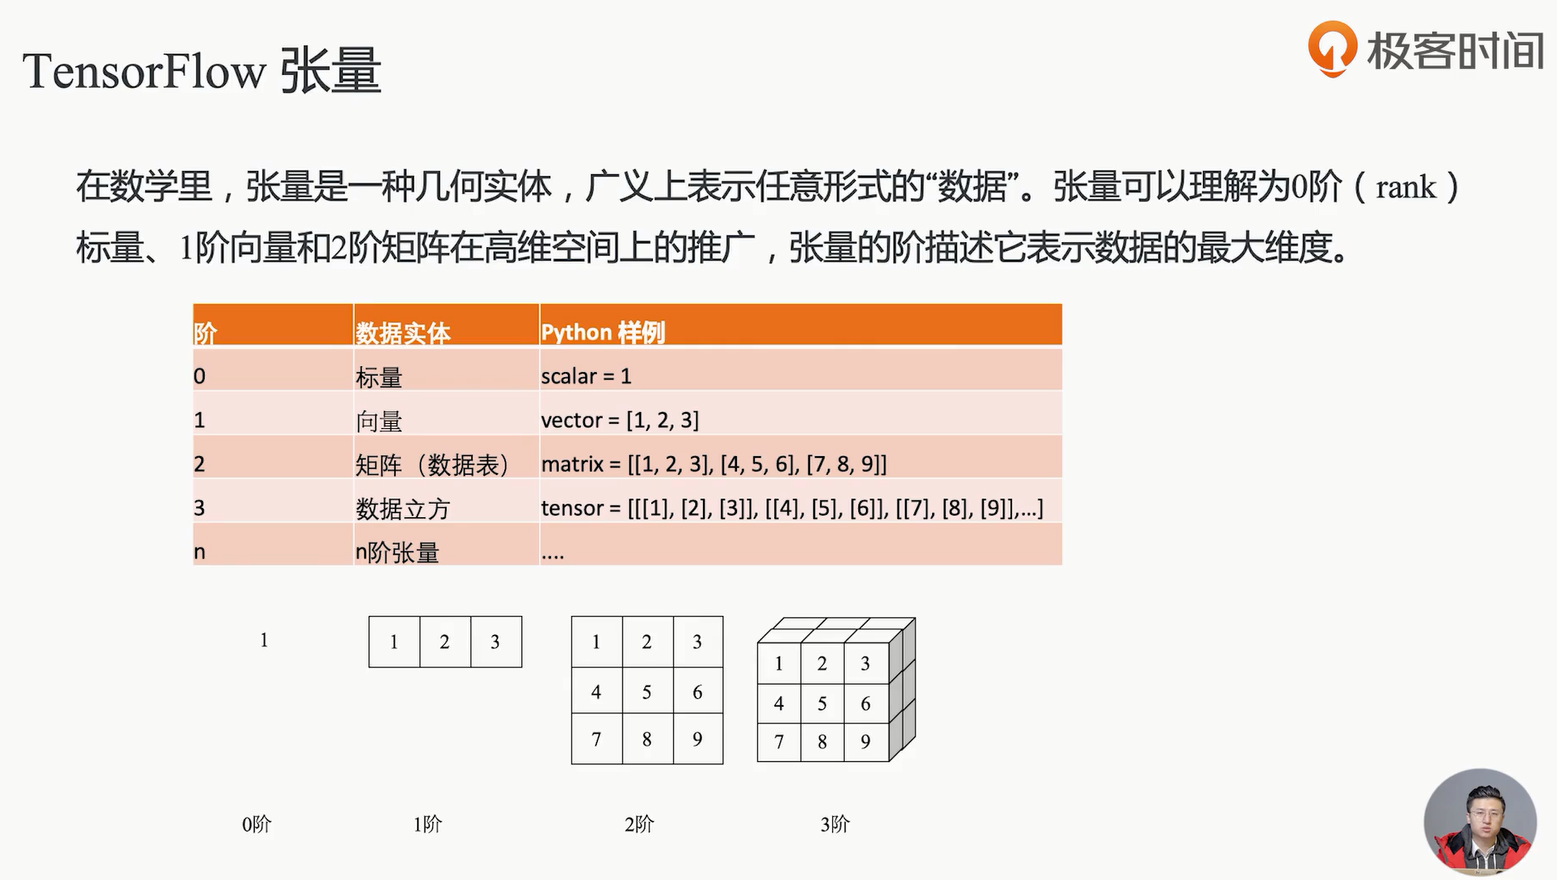 TensorFlow 张量
极客时间
在数学里，张量是一种几何实体，广义上表示任意形式的“数据”。张量可以理解为0阶（rank）
标量、1阶向量和2阶矩阵在高维空间上的推广，张量的阶描述它表示数据的最大维度。
阶 数据实体 Python 样例
0 标量 scalar = 1
1 向量 vector = [1, 2, 3]
2 矩阵（数据表） matrix = [[1, 2, 3], [4, 5, 6], [7, 8, 9]]
3 数据立方 tensor = [[[1], [2], [3]], [[4], [5], [6]], [[7], [8], [9]],...]
n n阶张量 ....
1 1 2 3 1 2 3 1 2 3
4 5 6 4 5 6
7 8 9 7 8 9
0阶 1阶 2阶 3阶